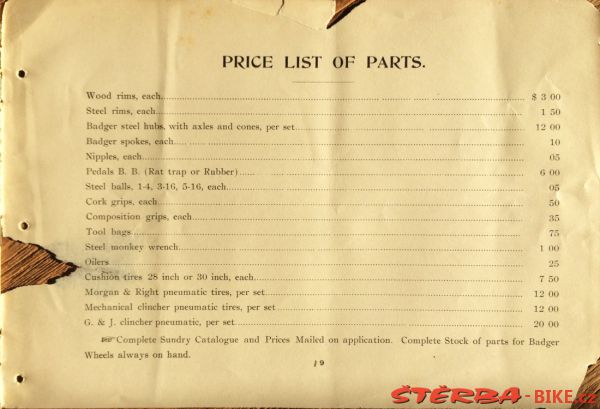 PRICE LIST OF PARTS.
Wood rims, each $ 3 00
Steel rims, each 1 50
Badger steel hubs, with axles and cones, per set 12 00
Badger spokes, each 10
Nipples, each 05
Pedals B. B. (Rat trap or Rubber) 6 00
Steel balls, 1-4, 3-16, 5-16, each 05
Cork grips, each 50
Composition grips, each 35
Tool bags 75
Steel monkey wrench 1 00
Oilers 25
Cushion tires 28 inch or 30 inch, each 7 50
Morgan & Right pneumatic tires, per set 12 00
Mechanical clincher pneumatic tires, per set 12 00
G. & J. clincher pneumatic, per set 20 00
☞Complete Sundry Catalogue and Prices Mailed on application. Complete Stock of parts for Badger
Wheels always on hand.
19
ŠTĚRBA-BIKE.cz